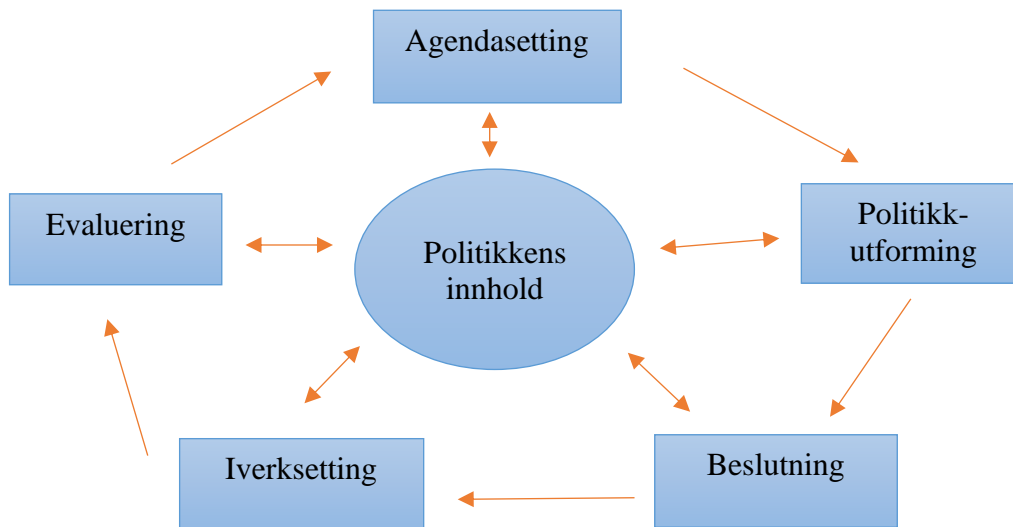 Agendasetting
Politikk-
utforming
Beslutning
Iverksetting
Evaluering
Politikkens
innhold